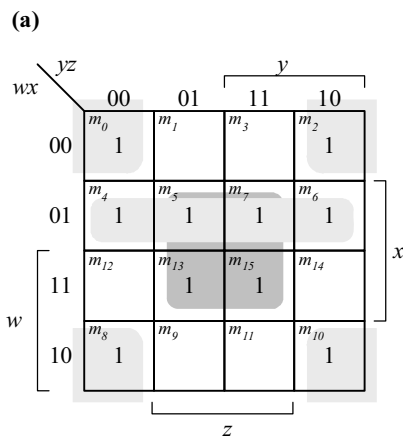 (a)
yz
y
wx
00 01 11 10
m0 m1 m3 m2
00 1 1
m4 m5 m7 m6
01 1 1 1 1
x
m12 m13 m15 m14
11 1 1
w
m8 m9 m11 m10
10 1 1
z